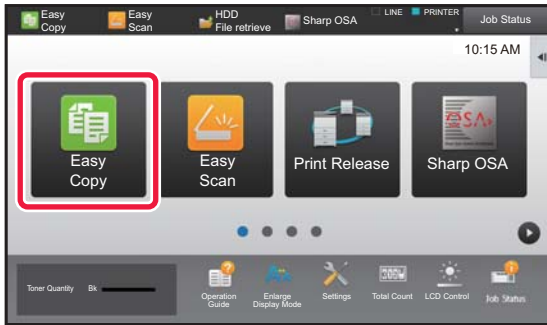 Easy
Copy
Easy
Scan
HDD
File retrieve
Sharp OSA
LINE
PRINTER
Job Status
10:15 AM
Easy
Copy
Easy
Scan
Print Release
OSA
Sharp OSA
Toner Quantity
Bk
Operation
Guide
Enlarge
Display Mode
Settings
Total Count
LCD Control
Job Status